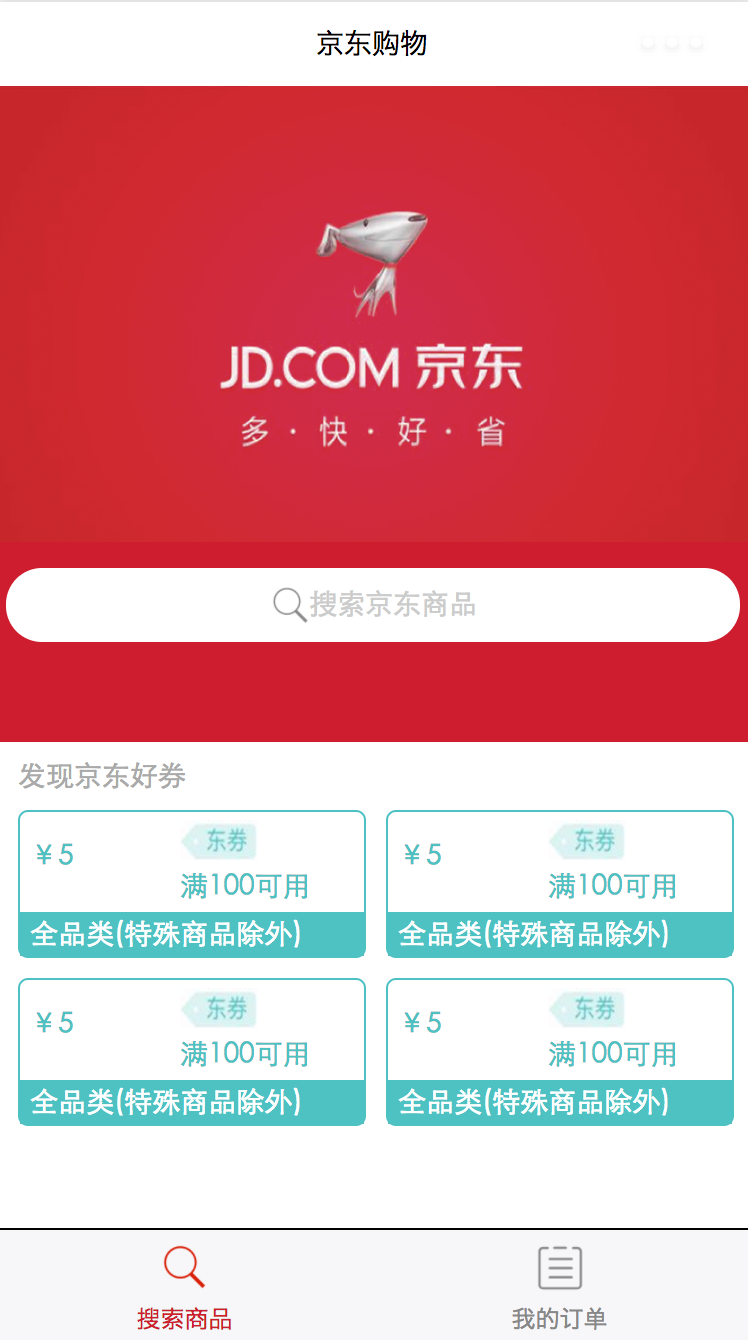 京东购物
JD.COM 京东
多·快·好·省
搜索京东商品
发现京东好券
¥5
东券
满100可用
全品类(特殊商品除外)
¥5
东券
满100可用
全品类(特殊商品除外)
¥5
东券
满100可用
全品类(特殊商品除外)
¥5
东券
满100可用
全品类(特殊商品除外)
搜索商品
我的订单